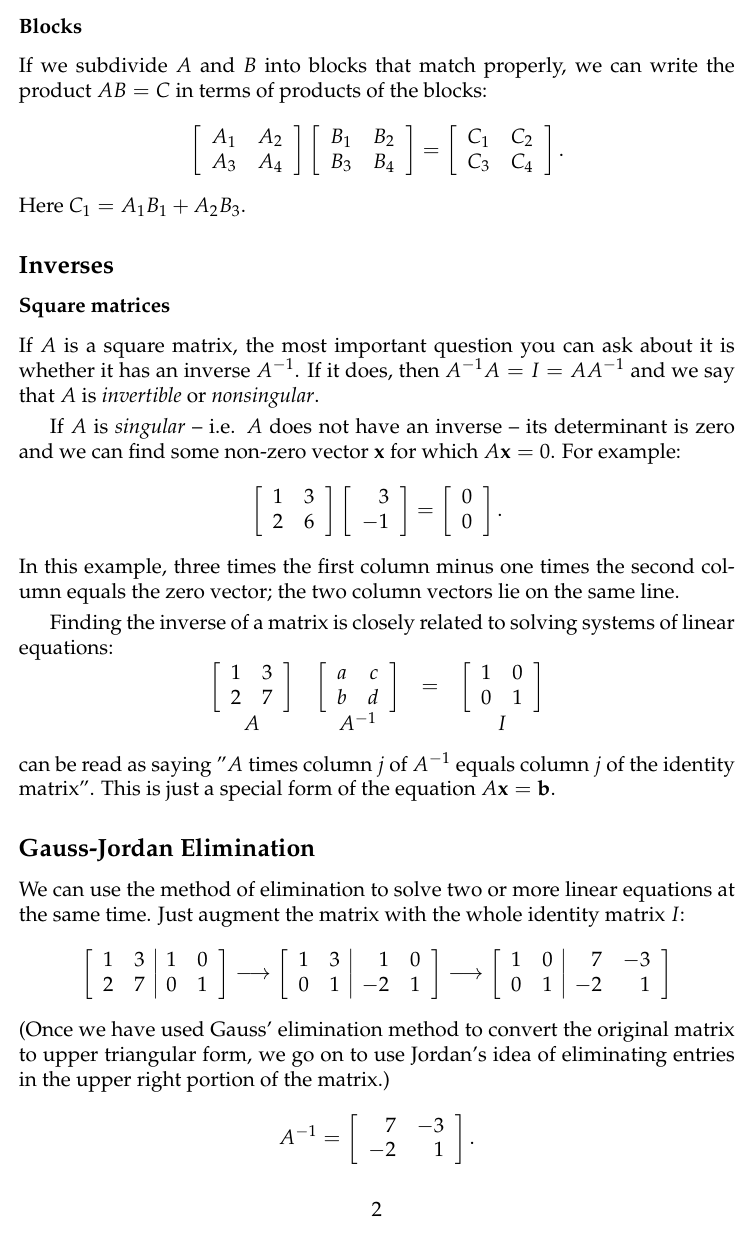 Blocks
If we subdivide A and B into blocks that match properly, we can write the
product AB = C in terms of products of the blocks:
[ A₁ A₂ ] [ B₁ B₂ ] = [ C₁ C₂ ]
[ A₃ A₄ ] [ B₃ B₄ ]   [ C₃ C₄ ] .
Here C₁ = A₁B₁ + A₂B₃.
Inverses
Square matrices
If A is a square matrix, the most important question you can ask about it is
whether it has an inverse A⁻¹. If it does, then A⁻¹A = I = AA⁻¹ and we say
that A is invertible or nonsingular.
If A is singular – i.e. A does not have an inverse – its determinant is zero
and we can find some non-zero vector x for which Ax = 0. For example:
[ 1 3 ] [ 3 ] = [ 0 ]
[ 2 6 ] [ −1 ]   [ 0 ] .
In this example, three times the first column minus one times the second col-
umn equals the zero vector; the two column vectors lie on the same line.
Finding the inverse of a matrix is closely related to solving systems of linear
equations:
[ 1 3 ] [ a c ] = [ 1 0 ]
[ 2 7 ] [ b d ]   [ 0 1 ]
A A⁻¹ I
can be read as saying ”A times column j of A⁻¹ equals column j of the identity
matrix”. This is just a special form of the equation Ax = b.
Gauss-Jordan Elimination
We can use the method of elimination to solve two or more linear equations at
the same time. Just augment the matrix with the whole identity matrix I:
[ 1 3 | 1 0 ] ⟶ [ 1 3 | 1 0 ] ⟶ [ 1 0 | 7 −3 ]
[ 2 7 | 0 1 ]   [ 0 1 | −2 1 ]   [ 0 1 | −2 1 ]
(Once we have used Gauss’ elimination method to convert the original matrix
to upper triangular form, we go on to use Jordan’s idea of eliminating entries
in the upper right portion of the matrix.)
A⁻¹ = [ 7 −3 ]
[ −2 1 ] .
2